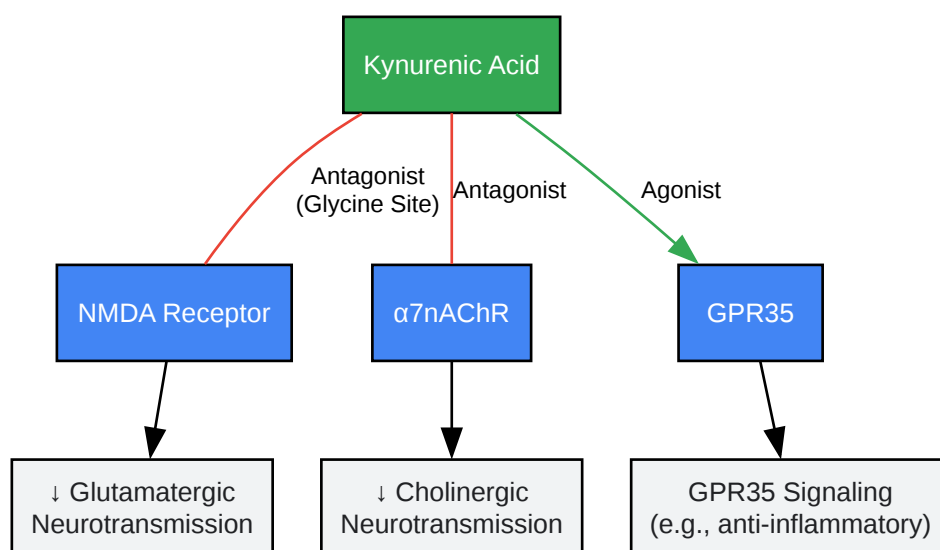 Kynurenic Acid
Antagonist
(Glycine Site)
Antagonist
Agonist
NMDA Receptor
α7nAChR
GPR35
↓ Glutamatergic
Neurotransmission
↓ Cholinergic
Neurotransmission
GPR35 Signaling
(e.g., anti-inflammatory)